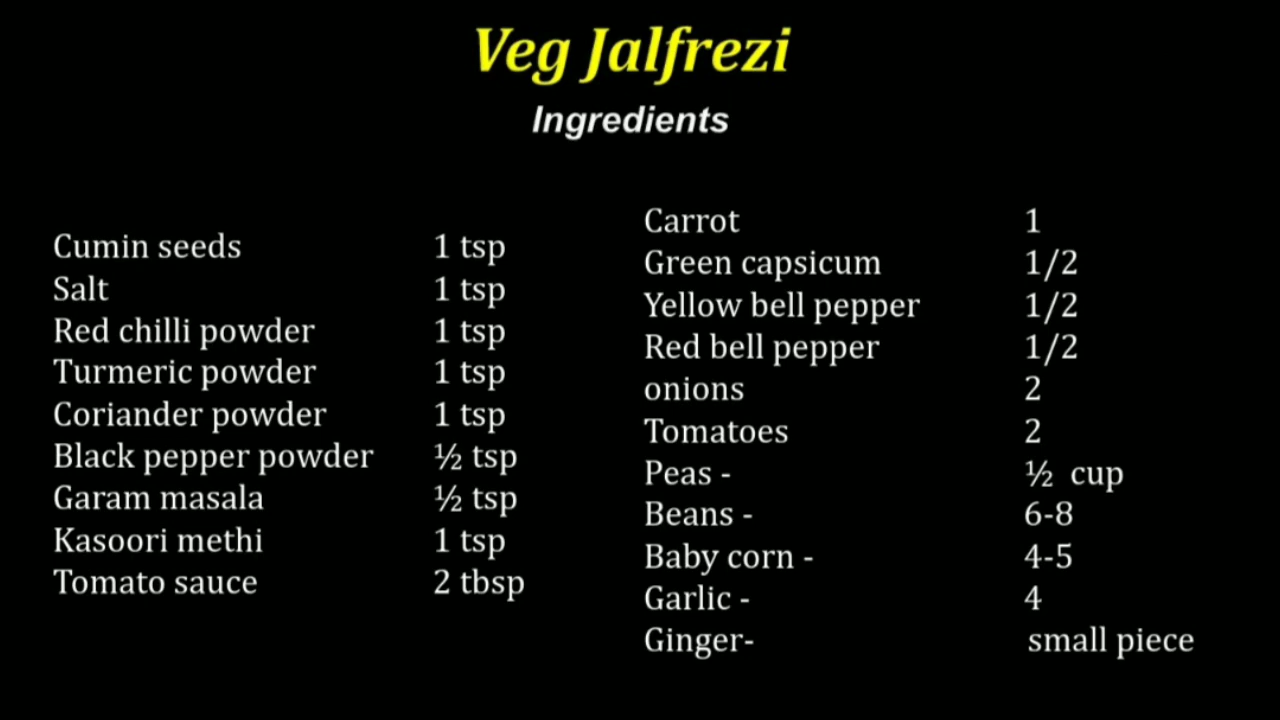 Veg Jalfrezi
Ingredients
Cumin seeds 1 tsp
Salt 1 tsp
Red chilli powder 1 tsp
Turmeric powder 1 tsp
Coriander powder 1 tsp
Black pepper powder ½ tsp
Garam masala ½ tsp
Kasoori methi 1 tsp
Tomato sauce 2 tbsp
Carrot 1
Green capsicum 1/2
Yellow bell pepper 1/2
Red bell pepper 1/2
onions 2
Tomatoes 2
Peas - ½ cup
Beans - 6-8
Baby corn - 4-5
Garlic - 4
Ginger- small piece